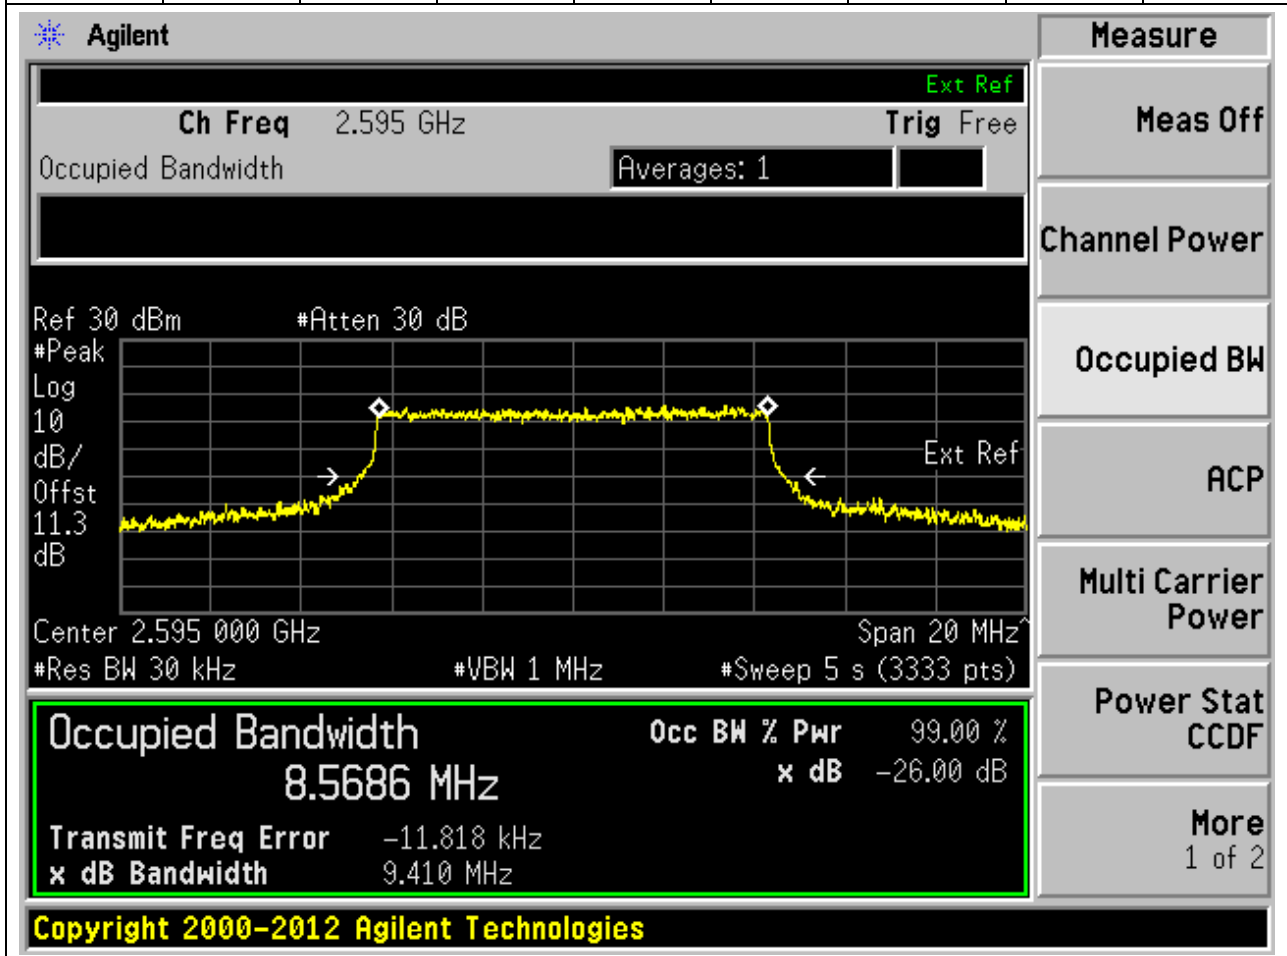 Agilent
Measure
Ext Ref
Ch Freq 2.595 GHz Trig Free
Meas Off
Occupied Bandwidth Averages: 1
Channel Power
Ref 30 dBm #Atten 30 dB
#Peak
Log
10
dB/
Offst
11.3
dB
Ext Ref
Occupied BW
ACP
Center 2.595 000 GHz Span 20 MHz^
#Res BW 30 kHz #VBW 1 MHz #Sweep 5 s (3333 pts)
Multi Carrier
Power
Occupied Bandwidth Occ BW % Pwr 99.00 %
8.5686 MHz x dB -26.00 dB
Transmit Freq Error -11.818 kHz
x dB Bandwidth 9.410 MHz
Power Stat
CCDF
More
1 of 2
Copyright 2000-2012 Agilent Technologies